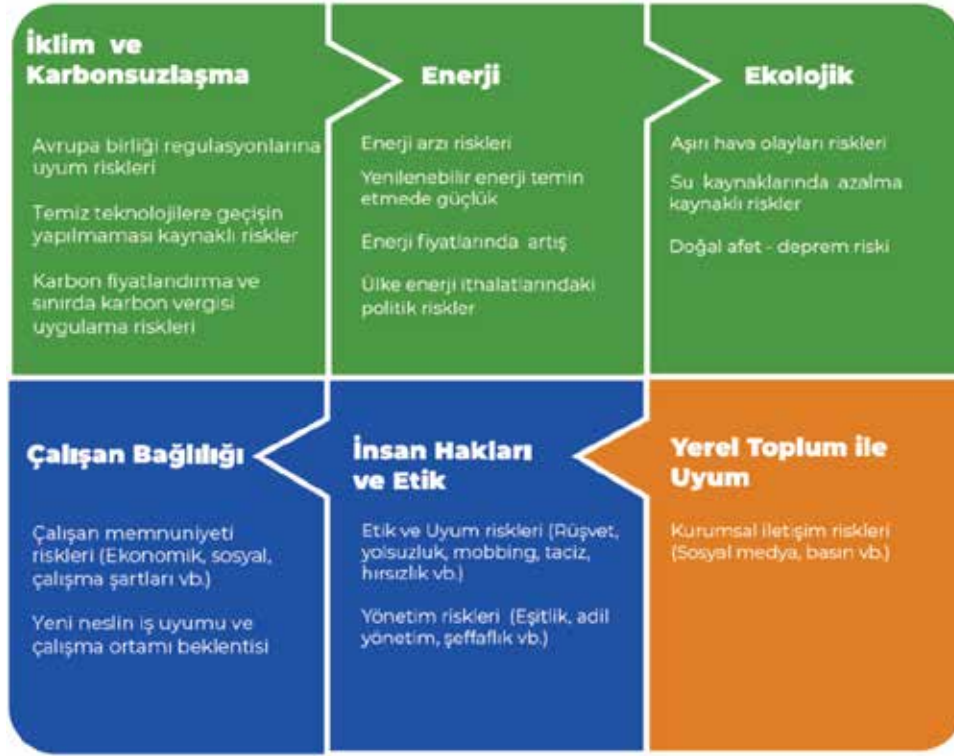 İklim ve
Karbonsuzlaşma
Avrupa birliği regulasyonlarına
uyum riskleri
Temiz teknolojilere geçişin
yapılmaması kaynaklı riskler
Karbon fiyatlandırma ve
sınırda karbon vergisi
uygulama riskleri
Enerji
Enerji arzı riskleri
Yenilenebilir enerji temin
etmede güçlük
Enerji fiyatlarında artış
Ülke enerji ithalatlarındaki
politik riskler
Ekolojik
Aşırı hava olayları riskleri
Su kaynaklarında azalma
kaynaklı riskler
Doğal afet - deprem riski
Çalışan Bağlılığı
Çalışan memnuniyeti
riskleri (Ekonomik, sosyal,
çalışma şartları vb.)
Yeni neslin iş uyumu ve
çalışma ortamı beklentisi
İnsan Hakları
ve Etik
Etik ve Uyum riskleri (Rüşvet,
yolsuzluk, mobbing, taciz,
hırsızlık vb.)
Yönetim riskleri (Eşitlik, adil
yönetim, şeffaflık vb.)
Yerel Toplum ile
Uyum
Kurumsal iletişim riskleri
(Sosyal medya, basın vb.)